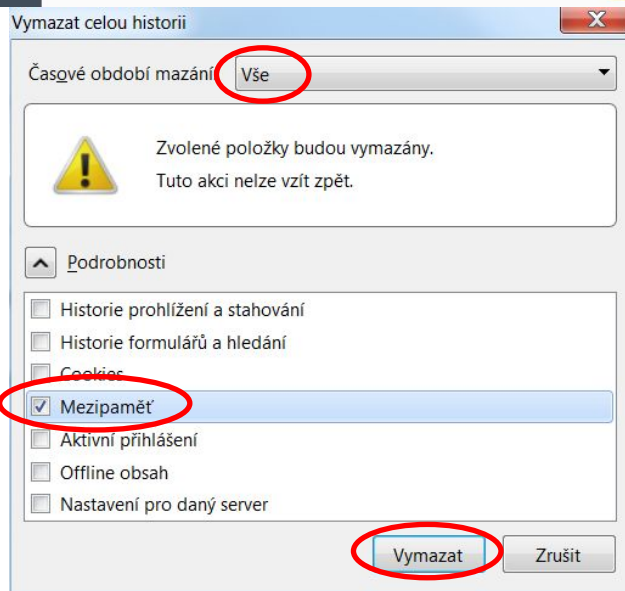 Vymazat celou historii
Časové období mazání Vše
Zvolené položky budou vymazány.
Tuto akci nelze vzít zpět.
Podrobnosti
Historie prohlížení a stahování
Historie formulářů a hledání
Cookies
Mezipaměť
Aktivní přihlášení
Offline obsah
Nastavení pro daný server
Vymazat Zrušit